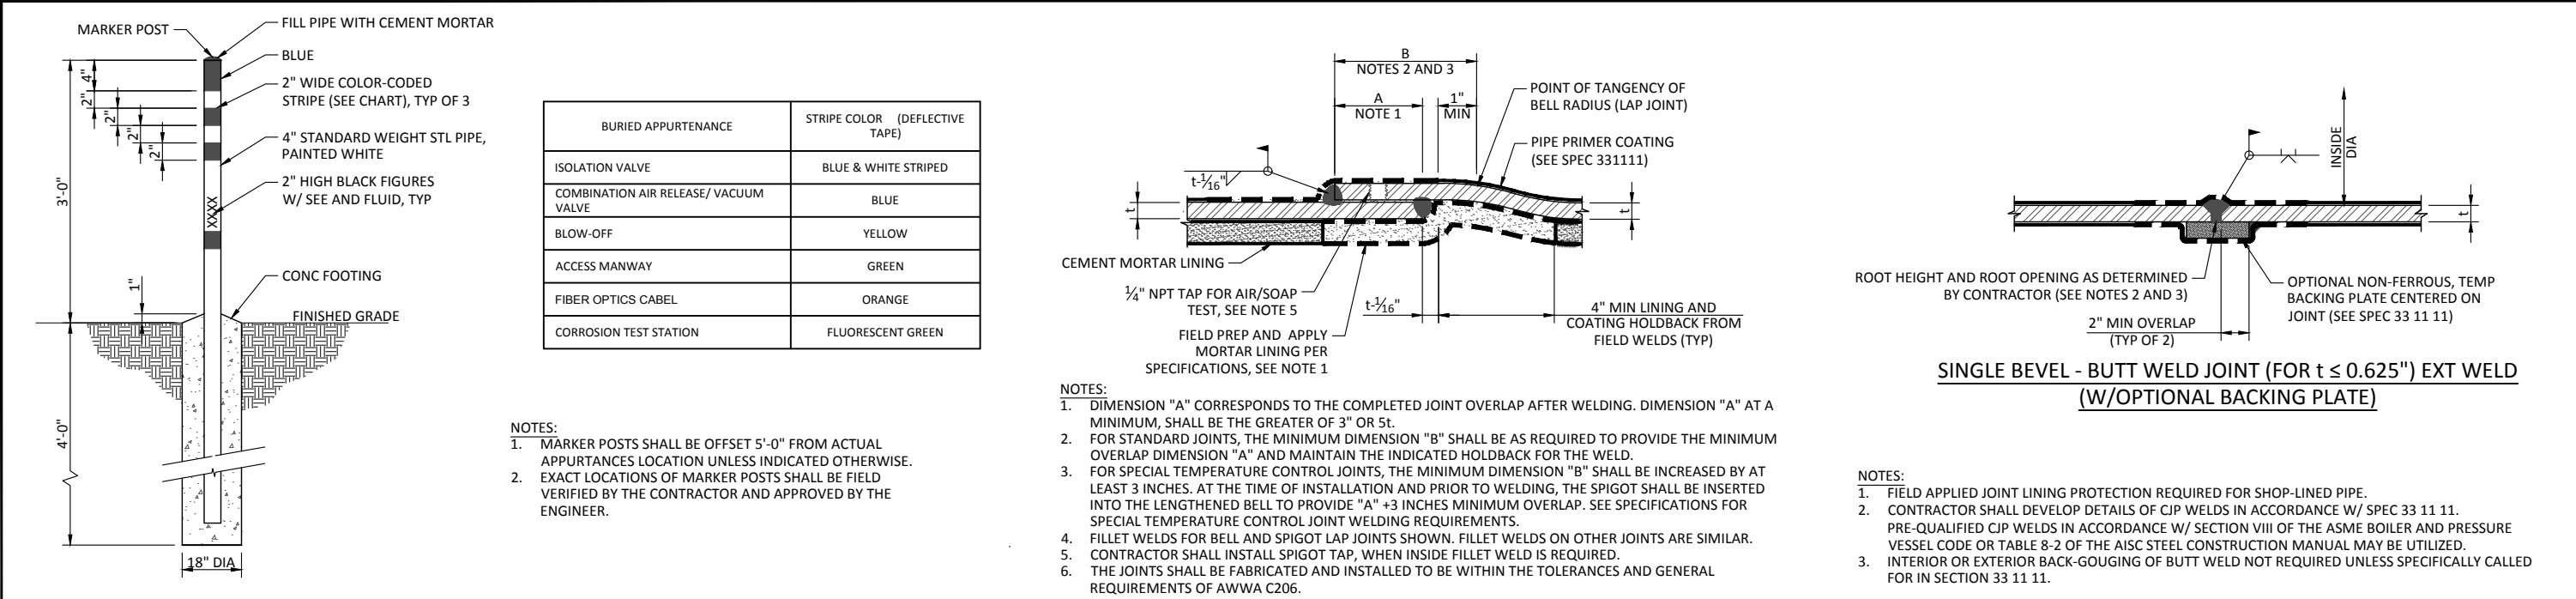 MARKER POST
FILL PIPE WITH CEMENT MORTAR
BLUE
2" WIDE COLOR-CODED
STRIPE (SEE CHART), TYP OF 3
4" STANDARD WEIGHT STL PIPE,
PAINTED WHITE
2" HIGH BLACK FIGURES
W/ SEE AND FLUID, TYP
4"
2"
2"
2"
2"
3'-0"
XXXX
1"
CONC FOOTING
FINISHED GRADE
4'-0"
18" DIA
BURIED APPURTENANCE
STRIPE COLOR (DEFLECTIVE
TAPE)
ISOLATION VALVE
BLUE & WHITE STRIPED
COMBINATION AIR RELEASE/ VACUUM
VALVE
BLUE
BLOW-OFF
YELLOW
ACCESS MANWAY
GREEN
FIBER OPTICS CABEL
ORANGE
CORROSION TEST STATION
FLUORESCENT GREEN
NOTES:
1. MARKER POSTS SHALL BE OFFSET 5'-0" FROM ACTUAL
APPURTANCES LOCATION UNLESS INDICATED OTHERWISE.
2. EXACT LOCATIONS OF MARKER POSTS SHALL BE FIELD
VERIFIED BY THE CONTRACTOR AND APPROVED BY THE
ENGINEER.
B
NOTES 2 AND 3
A
NOTE 1
1"
MIN
POINT OF TANGENCY OF
BELL RADIUS (LAP JOINT)
PIPE PRIMER COATING
(SEE SPEC 331111)
t-1⁄16"
t
t
CEMENT MORTAR LINING
1⁄4" NPT TAP FOR AIR/SOAP
TEST, SEE NOTE 5
t-1⁄16"
4" MIN LINING AND
COATING HOLDBACK FROM
FIELD WELDS (TYP)
FIELD PREP AND APPLY
MORTAR LINING PER
SPECIFICATIONS, SEE NOTE 1
NOTES:
1. DIMENSION "A" CORRESPONDS TO THE COMPLETED JOINT OVERLAP AFTER WELDING. DIMENSION "A" AT A
MINIMUM, SHALL BE THE GREATER OF 3" OR 5t.
2. FOR STANDARD JOINTS, THE MINIMUM DIMENSION "B" SHALL BE AS REQUIRED TO PROVIDE THE MINIMUM
OVERLAP DIMENSION "A" AND MAINTAIN THE INDICATED HOLDBACK FOR THE WELD.
3. FOR SPECIAL TEMPERATURE CONTROL JOINTS, THE MINIMUM DIMENSION "B" SHALL BE INCREASED BY AT
LEAST 3 INCHES. AT THE TIME OF INSTALLATION AND PRIOR TO WELDING, THE SPIGOT SHALL BE INSERTED
INTO THE LENGTHENED BELL TO PROVIDE "A" +3 INCHES MINIMUM OVERLAP. SEE SPECIFICATIONS FOR
SPECIAL TEMPERATURE CONTROL JOINT WELDING REQUIREMENTS.
4. FILLET WELDS FOR BELL AND SPIGOT LAP JOINTS SHOWN. FILLET WELDS ON OTHER JOINTS ARE SIMILAR.
5. CONTRACTOR SHALL INSTALL SPIGOT TAP, WHEN INSIDE FILLET WELD IS REQUIRED.
6. THE JOINTS SHALL BE FABRICATED AND INSTALLED TO BE WITHIN THE TOLERANCES AND GENERAL
REQUIREMENTS OF AWWA C206.
INSIDE
DIA
t
ROOT HEIGHT AND ROOT OPENING AS DETERMINED
BY CONTRACTOR (SEE NOTES 2 AND 3)
OPTIONAL NON-FERROUS, TEMP
BACKING PLATE CENTERED ON
JOINT (SEE SPEC 33 11 11)
2" MIN OVERLAP
(TYP OF 2)
SINGLE BEVEL - BUTT WELD JOINT (FOR t ≤ 0.625") EXT WELD
(W/OPTIONAL BACKING PLATE)
NOTES:
1. FIELD APPLIED JOINT LINING PROTECTION REQUIRED FOR SHOP-LINED PIPE.
2. CONTRACTOR SHALL DEVELOP DETAILS OF CJP WELDS IN ACCORDANCE W/ SPEC 33 11 11.
PRE-QUALIFIED CJP WELDS IN ACCORDANCE W/ SECTION VIII OF THE ASME BOILER AND PRESSURE
VESSEL CODE OR TABLE 8-2 OF THE AISC STEEL CONSTRUCTION MANUAL MAY BE UTILIZED.
3. INTERIOR OR EXTERIOR BACK-GOUGING OF BUTT WELD NOT REQUIRED UNLESS SPECIFICALLY CALLED
FOR IN SECTION 33 11 11.